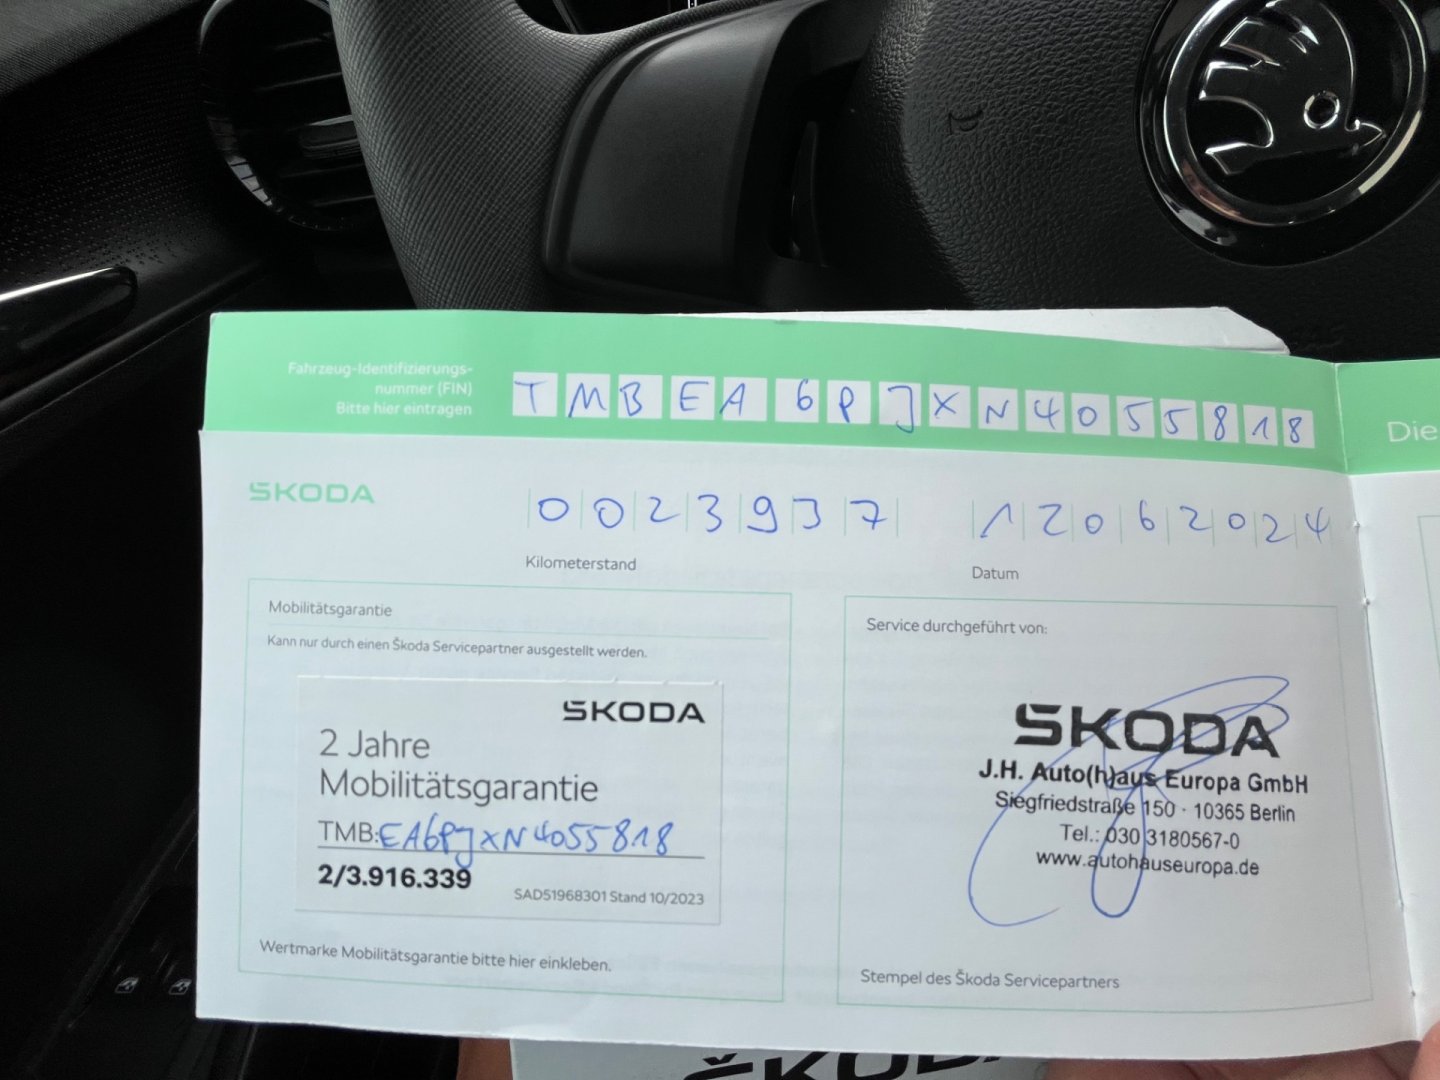 Fahrzeug-Identifizierungs-
nummer (FIN)
Bitte hier eintragen
TMBEA6PJXN4055818
Die
SKODA
0023937
12062024
Kilometerstand
Datum
Mobilitätsgarantie
Kann nur durch einen Škoda Servicepartner ausgestellt werden.
SKODA
2 Jahre
Mobilitätsgarantie
TMB:EA6PJXN4055818
2/3.916.339
SAD51968301 Stand 10/2023
Wertmarke Mobilitätsgarantie bitte hier einkleben.
Service durchgeführt von:
SKODA
J.H. Auto(h)aus Europa GmbH
Siegfriedstraße 150 · 10365 Berlin
Tel.: 030 3180567-0
www.autohauseuropa.de
Stempel des Škoda Servicepartners
ŠKODA